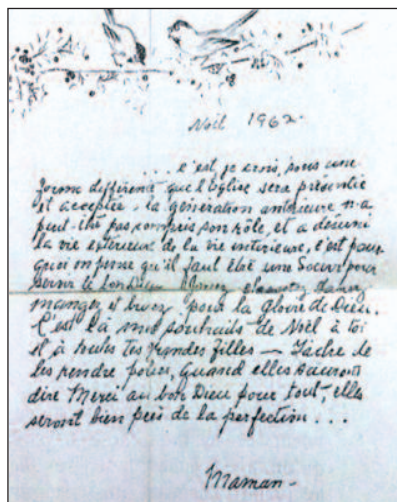 Noël 1962.
... c'est, je crois, sous une
forme différente que l'Église sera présentée
et acceptée. la génération antérieure n'a
peut-être pas compris son rôle, et a désuni
la vie extérieure de la vie intérieure, c'est pour
quoi on pense qu'il faut être une Soeur pour
servir le bon Dieu
manger et buvez pour la gloire de Dieu.
C'est là mes souhaits de Noël à toi
et à toutes tes grandes filles — Tâche de
les rendre quand elles sauront
dire Merci au bon Dieu pour tout, elles
seront bien près de la perfection...
Maman -